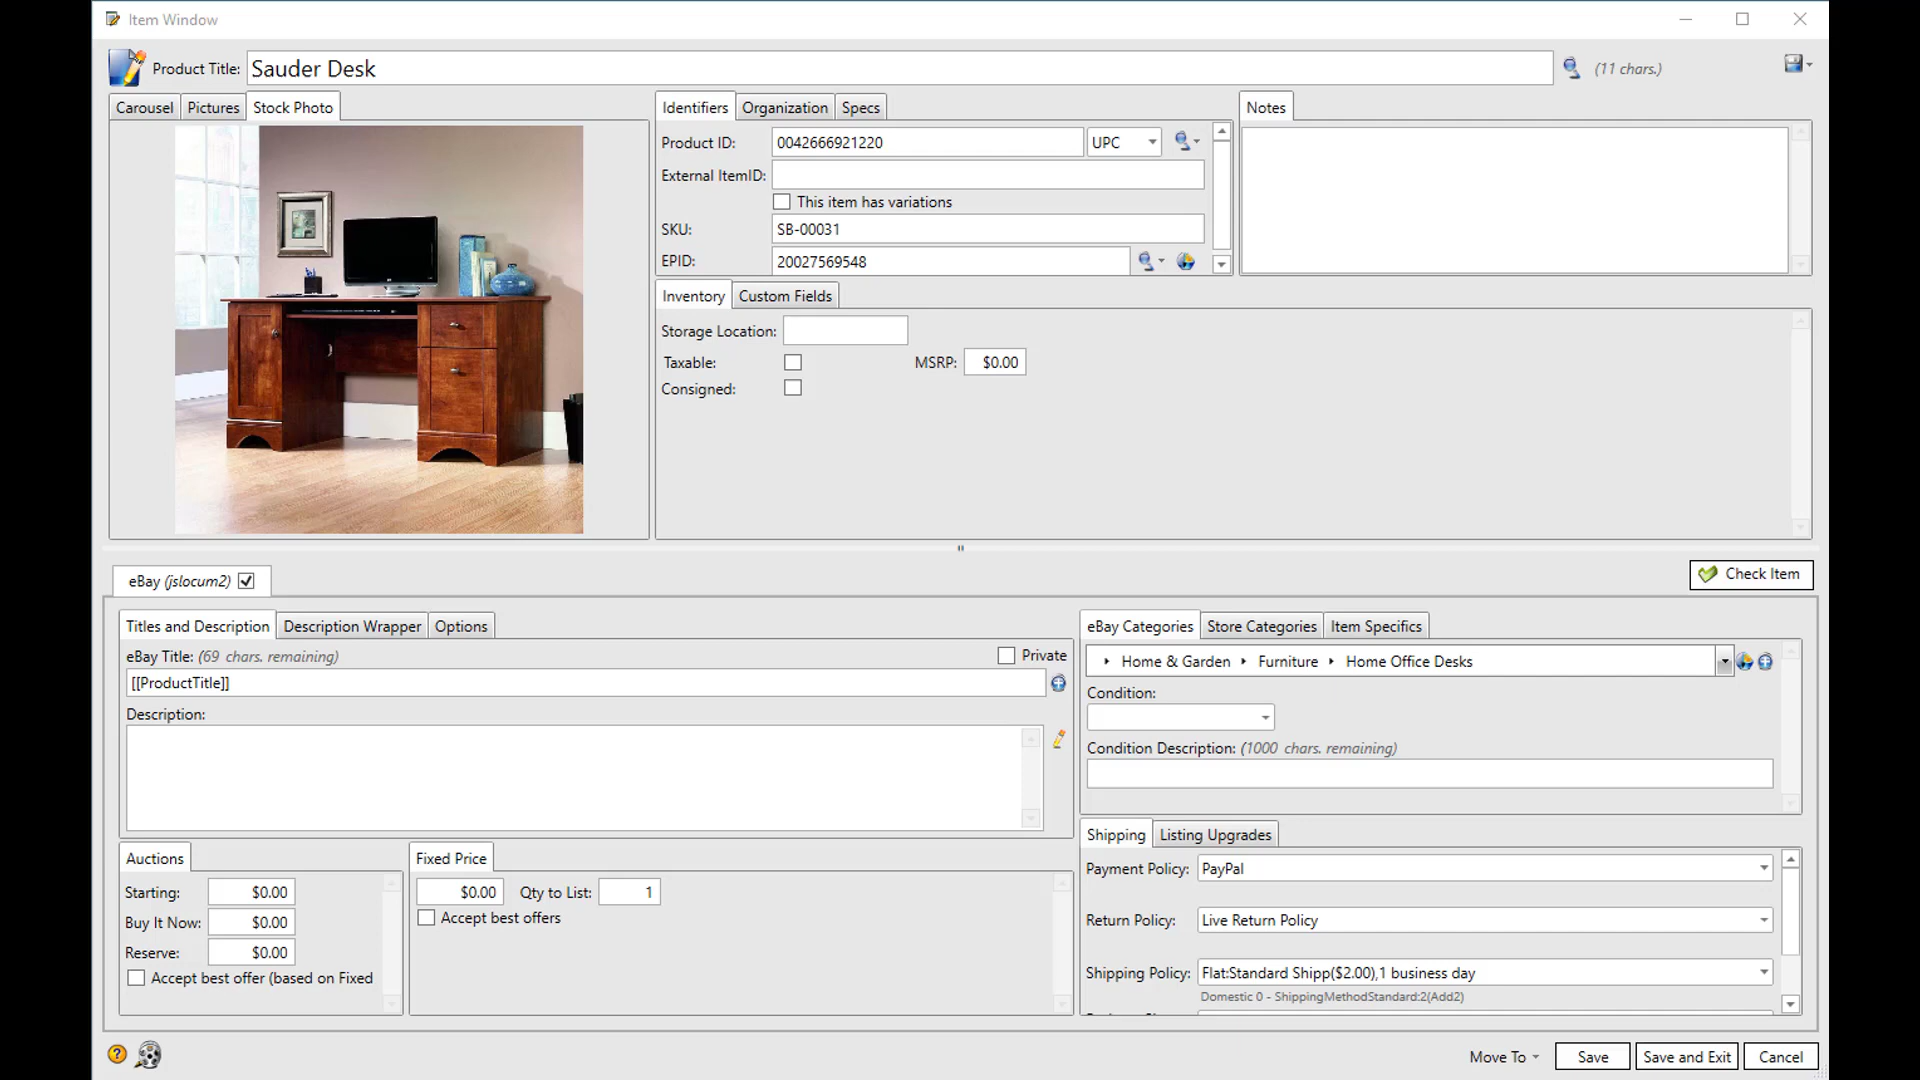 Item Window
Product Title: Sauder Desk (11 chars.)
Carousel Pictures Stock Photo
Identifiers Organization Specs
Notes
Product ID: 0042666921220 UPC
External ItemID:
This item has variations
SKU: SB-00031
EPID: 20027569548
Inventory Custom Fields
Storage Location:
Taxable: MSRP: $0.00
Consigned:
eBay (jslocum2)
Check Item
Titles and Description Description Wrapper Options
eBay Title: (69 chars. remaining) Private
[[ProductTitle]]
Description:
eBay Categories Store Categories Item Specifics
Home & Garden Furniture Home Office Desks
Condition:
Condition Description: (1000 chars. remaining)
Auctions
Starting: $0.00
Buy It Now: $0.00
Reserve: $0.00
Accept best offer (based on Fixed
Fixed Price
$0.00 Qty to List: 1
Accept best offers
Shipping Listing Upgrades
Payment Policy: PayPal
Return Policy: Live Return Policy
Shipping Policy: Flat:Standard Shipp($2.00),1 business day
Domestic 0 - ShippingMethodStandard:2(Add2)
Move To Save Save and Exit Cancel